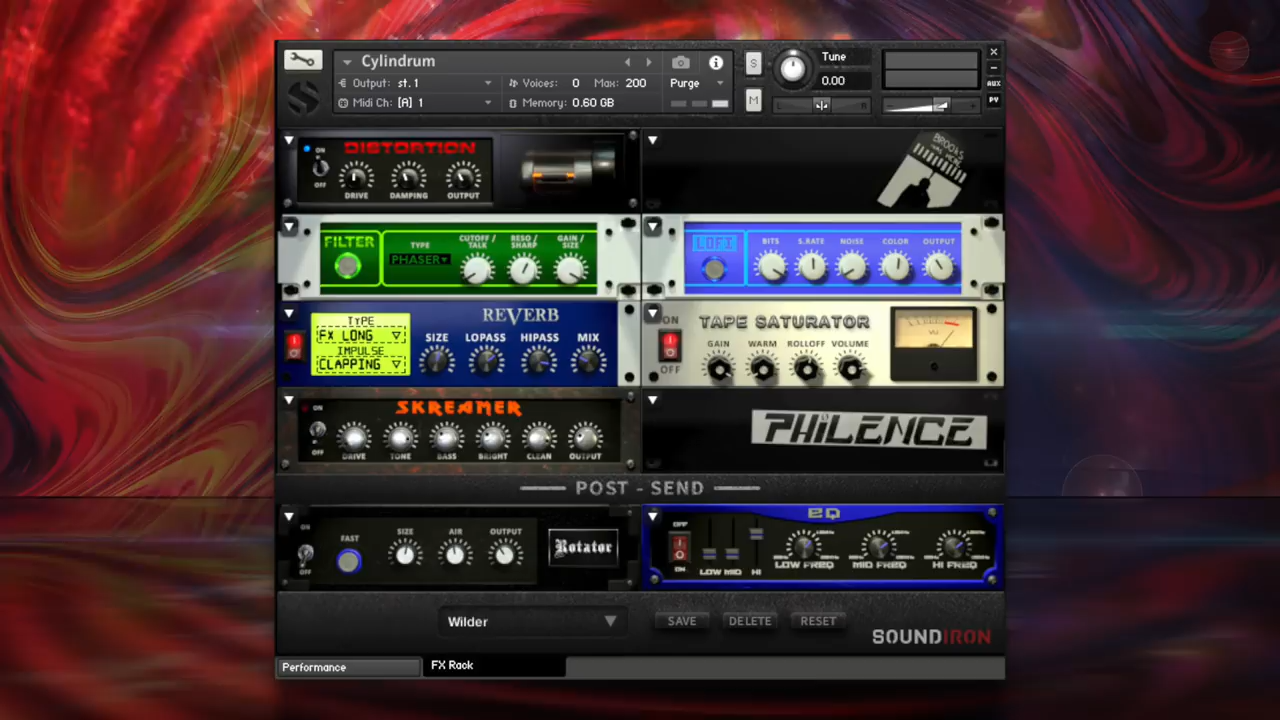 Cylindrum
S
Tune
Output: st.1
Voices: 0 Max: 200
Purge
0.00
Midi Ch: [A] 1
Memory: 0.60 GB
M
L
R
AUX
PV
ON
OFF
DISTORTION
DRIVE DAMPING OUTPUT
BROOKS
FILTER
TYPE
PHASER
CUTOFF / TALK
RESO / SHARP
GAIN / SIZE
LOFI
BITS S.RATE NOISE COLOR OUTPUT
TYPE
FX LONG
IMPULSE
CLAPPING
REVERB
SIZE LOPASS HIPASS MIX
ON
OFF
TAPE SATURATOR
GAIN WARM ROLLOFF VOLUME
VU
ON
OFF
SKREAMER
DRIVE TONE BASS BRIGHT CLEAN OUTPUT
PHILENCE
POST - SEND
ON
OFF
FAST
SIZE AIR OUTPUT
Rotator
EQ
OFF
ON
LOW MID HI
LOW FREQ MID FREQ HI FREQ
Wilder
SAVE DELETE RESET
SOUNDIRON
Performance
FX Rack